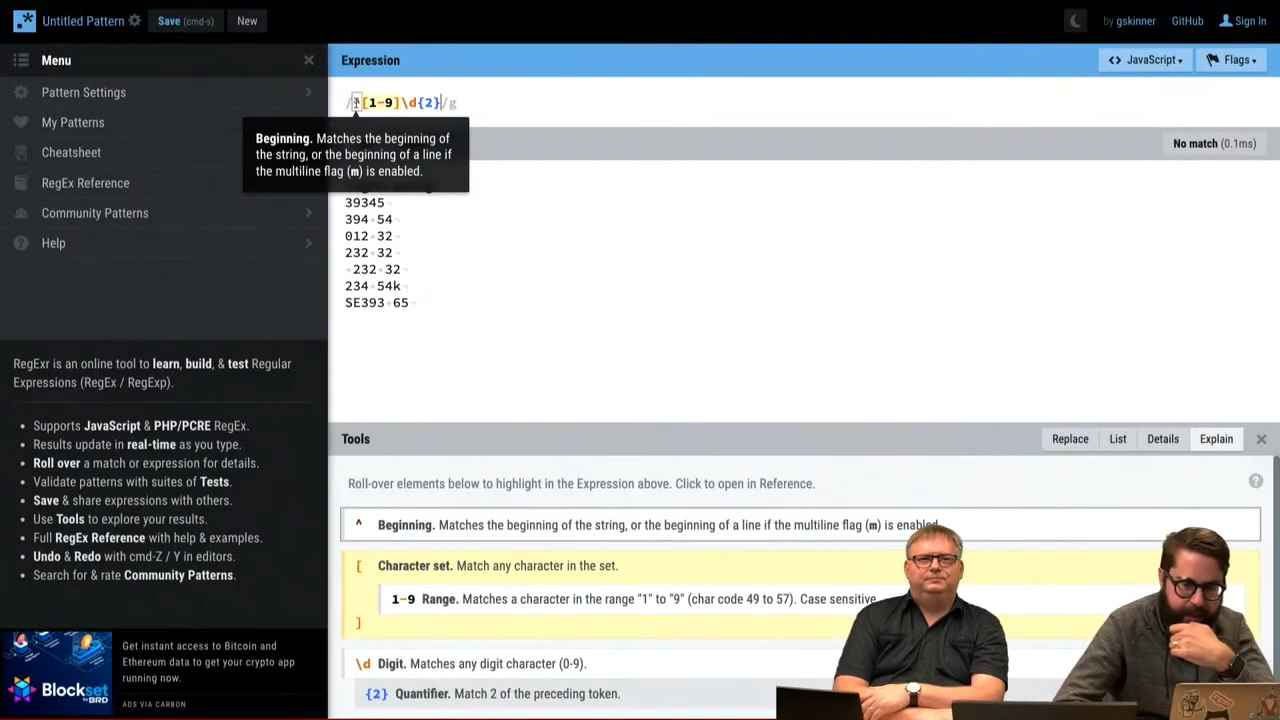 Untitled Pattern
Save (cmd-s)
New
by gskinner
GitHub
Sign In
Menu
Expression
JavaScript
Flags
Pattern Settings
My Patterns
Cheatsheet
RegEx Reference
Community Patterns
Help
/^[1-9]\d{2}/g
Beginning. Matches the beginning of
the string, or the beginning of a line if
the multiline flag (m) is enabled.
No match (0.1ms)
39345
394 54
012 32
232 32
232 32
234 54k
SE393 65
RegExr is an online tool to learn, build, & test Regular
Expressions (RegEx / RegExp).
• Supports JavaScript & PHP/PCRE RegEx.
• Results update in real-time as you type.
• Roll over a match or expression for details.
• Validate patterns with suites of Tests.
• Save & share expressions with others.
• Use Tools to explore your results.
• Full RegEx Reference with help & examples.
• Undo & Redo with cmd-Z / Y in editors.
• Search for & rate Community Patterns.
Tools
Replace
List
Details
Explain
Roll-over elements below to highlight in the Expression above. Click to open in Reference.
?
^ Beginning. Matches the beginning of the string, or the beginning of a line if the multiline flag (m) is enabled.
[ Character set. Match any character in the set.
1-9 Range. Matches a character in the range "1" to "9" (char code 49 to 57). Case sensitive.
]
\d Digit. Matches any digit character (0-9).
{2} Quantifier. Match 2 of the preceding token.
Blockset
by BRD
Get instant access to Bitcoin and
Ethereum data to get your crypto app
running now.
ADS VIA CARBON